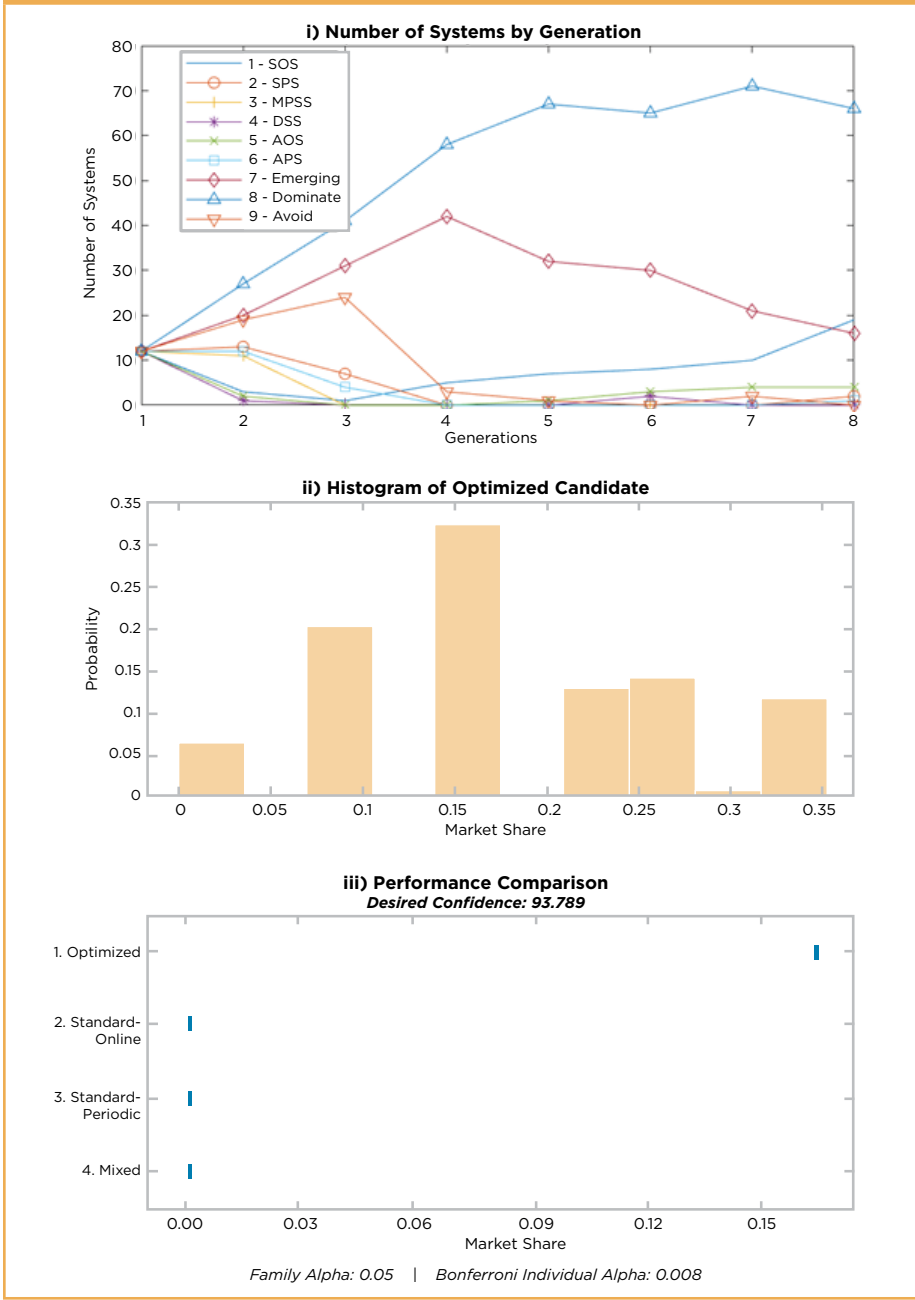 i) Number of Systems by Generation
80
70
60
50
40
30
20
10
0
Number of Systems
1 - SOS
2 - SPS
3 - MPSS
4 - DSS
5 - AOS
6 - APS
7 - Emerging
8 - Dominate
9 - Avoid
1 2 3 4 5 6 7 8
Generations
ii) Histogram of Optimized Candidate
0.35
0.3
0.25
0.2
0.15
0.1
0.05
0
Probability
0 0.05 0.1 0.15 0.2 0.25 0.3 0.35
Market Share
iii) Performance Comparison
Desired Confidence: 93.789
1. Optimized
2. Standard-
Online
3. Standard-
Periodic
4. Mixed
0.00 0.03 0.06 0.09 0.12 0.15
Market Share
Family Alpha: 0.05 | Bonferroni Individual Alpha: 0.008